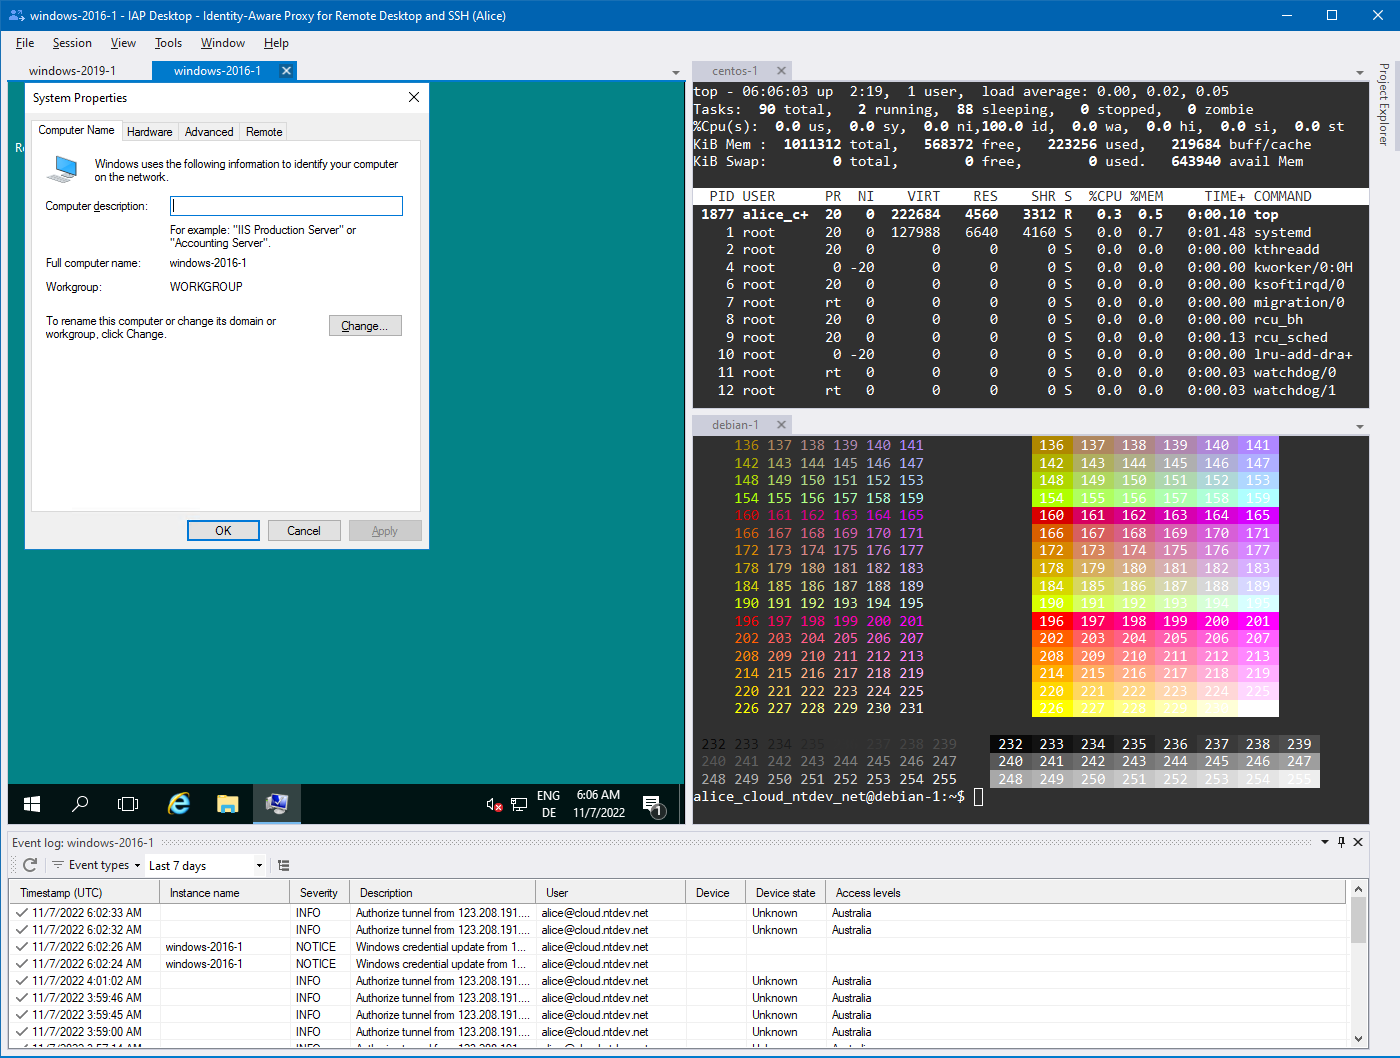 windows-2016-1 - IAP Desktop - Identity-Aware Proxy for Remote Desktop and SSH (Alice)
File Session View Tools Window Help
windows-2019-1 windows-2016-1
System Properties
Computer Name Hardware Advanced Remote
Windows uses the following information to identify your computer
on the network.
Computer description:
For example: "IIS Production Server" or
"Accounting Server".
Full computer name: windows-2016-1
Workgroup: WORKGROUP
To rename this computer or change its domain or
workgroup, click Change.
Change...
OK Cancel Apply
ENG
DE
6:06 AM
11/7/2022
1
centos-1
top - 06:06:03 up  2:19,  1 user,  load average: 0.00, 0.02, 0.05
Tasks:  90 total,   2 running,  88 sleeping,   0 stopped,   0 zombie
%Cpu(s):  0.0 us,  0.0 sy,  0.0 ni,100.0 id,  0.0 wa,  0.0 hi,  0.0 si,  0.0 st
KiB Mem :  1011312 total,   568372 free,   223256 used,   219684 buff/cache
KiB Swap:        0 total,        0 free,        0 used.   643940 avail Mem
PID USER PR NI VIRT RES SHR S %CPU %MEM TIME+ COMMAND
1877 alice_c+ 20 0 222684 4560 3312 R 0.3 0.5 0:00.10 top
1 root 20 0 127988 6640 4160 S 0.0 0.7 0:01.48 systemd
2 root 20 0 0 0 0 S 0.0 0.0 0:00.00 kthreadd
4 root 0 -20 0 0 0 S 0.0 0.0 0:00.00 kworker/0:0H
6 root 20 0 0 0 0 S 0.0 0.0 0:00.00 ksoftirqd/0
7 root rt 0 0 0 0 S 0.0 0.0 0:00.00 migration/0
8 root 20 0 0 0 0 S 0.0 0.0 0:00.00 rcu_bh
9 root 20 0 0 0 0 S 0.0 0.0 0:00.13 rcu_sched
10 root 0 -20 0 0 0 S 0.0 0.0 0:00.00 lru-add-dra+
11 root rt 0 0 0 0 S 0.0 0.0 0:00.03 watchdog/0
12 root rt 0 0 0 0 S 0.0 0.0 0:00.03 watchdog/1
Project Explorer
debian-1
136 137 138 139 140 141 136 137 138 139 140 141
142 143 144 145 146 147 142 143 144 145 146 147
148 149 150 151 152 153 148 149 150 151 152 153
154 155 156 157 158 159 154 155 156 157 158 159
160 161 162 163 164 165 160 161 162 163 164 165
166 167 168 169 170 171 166 167 168 169 170 171
172 173 174 175 176 177 172 173 174 175 176 177
178 179 180 181 182 183 178 179 180 181 182 183
184 185 186 187 188 189 184 185 186 187 188 189
190 191 192 193 194 195 190 191 192 193 194 195
196 197 198 199 200 201 196 197 198 199 200 201
202 203 204 205 206 207 202 203 204 205 206 207
208 209 210 211 212 213 208 209 210 211 212 213
214 215 216 217 218 219 214 215 216 217 218 219
220 221 222 223 224 225 220 221 222 223 224 225
226 227 228 229 230 231 226 227 228 229
232 233 234 235 237 238 239 232 233 234 235 236 237 238 239
240 241 242 243 244 245 246 247 240 241 242 243 244 245 246 247
248 249 250 251 252 253 254 255 248 249 250 251 252 253 254 255
alice_cloud_ntdev_net@debian-1:~$
Event log: windows-2016-1
Event types Last 7 days
Timestamp (UTC) Instance name Severity Description User Device Device state Access levels
11/7/2022 6:02:33 AM INFO Authorize tunnel from 123.208.191.... alice@cloud.ntdev.net Unknown Australia
11/7/2022 6:02:32 AM INFO Authorize tunnel from 123.208.191.... alice@cloud.ntdev.net Unknown Australia
11/7/2022 6:02:26 AM windows-2016-1 NOTICE Windows credential update from 1... alice@cloud.ntdev.net
11/7/2022 6:02:24 AM windows-2016-1 NOTICE Windows credential update from 1... alice@cloud.ntdev.net
11/7/2022 4:01:02 AM INFO Authorize tunnel from 123.208.191.... alice@cloud.ntdev.net Unknown Australia
11/7/2022 3:59:46 AM INFO Authorize tunnel from 123.208.191.... alice@cloud.ntdev.net Unknown Australia
11/7/2022 3:59:45 AM INFO Authorize tunnel from 123.208.191.... alice@cloud.ntdev.net Unknown Australia
11/7/2022 3:59:00 AM INFO Authorize tunnel from 123.208.191.... alice@cloud.ntdev.net Unknown Australia